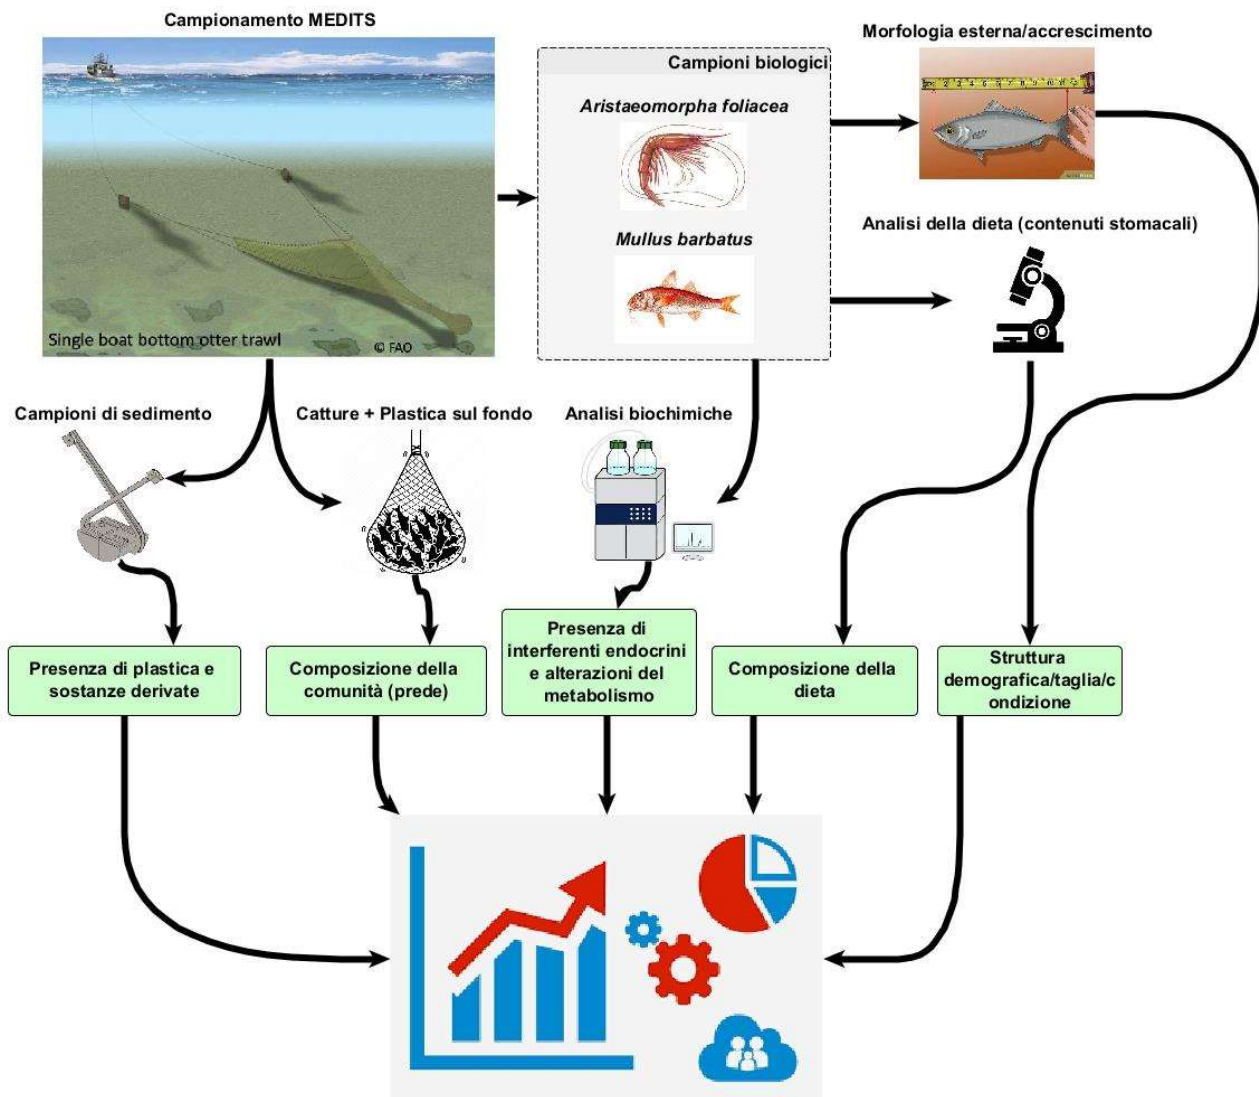 Campionamento MEDITS
Single boat bottom otter trawl
© FAO
Campioni biologici
Aristaeomorpha foliacea
Mullus barbatus
Morfologia esterna/accrescimento
Analisi della dieta (contenuti stomacali)
Campioni di sedimento
Catture + Plastica sul fondo
Analisi biochimiche
Presenza di plastica e
sostanze derivate
Composizione della
comunità (prede)
Presenza di
interferenti endocrini
e alterazioni del
metabolismo
Composizione della
dieta
Struttura
demografica/taglia/c
ondizione